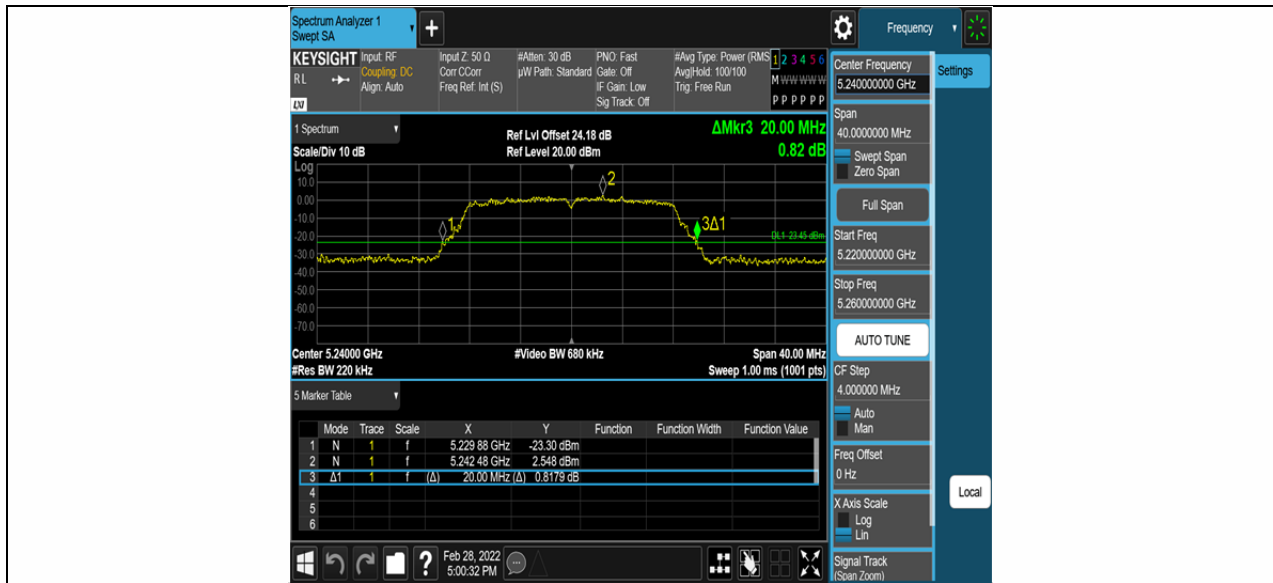 Spectrum Analyzer 1
Swept SA
+
Frequency
KEYSIGHT Input: RF Input Z: 50 Ω #Atten: 30 dB PNO: Fast #Avg Type: Power (RMS 1 2 3 4 5 6
RL Coupling: DC Corr CCorr µW Path: Standard Gate: Off Avg|Hold: 100/100 M W W W W W
Align: Auto Freq Ref: Int (S) IF Gain: Low Trig: Free Run
LXI Sig Track: Off P P P P P P
Center Frequency
5.240000000 GHz
Settings
Span
40.0000000 MHz
Swept Span
Zero Span
Full Span
Start Freq
5.220000000 GHz
Stop Freq
5.260000000 GHz
AUTO TUNE
CF Step
4.000000 MHz
Auto
Man
Freq Offset
0 Hz
X Axis Scale
Log
Lin
Signal Track
(Span Zoom)
Local
1 Spectrum
Ref Lvl Offset 24.18 dB ΔMkr3 20.00 MHz
Scale/Div 10 dB Ref Level 20.00 dBm 0.82 dB
Log
10.0
2
0.00
-10.0
1
3Δ1
-20.0
DL1 -23.45 dBm
-30.0
-40.0
-50.0
-60.0
-70.0
Center 5.24000 GHz #Video BW 680 kHz Span 40.00 MHz
#Res BW 220 kHz Sweep 1.00 ms (1001 pts)
5 Marker Table
Mode Trace Scale X Y Function Function Width Function Value
1 N 1 f 5.229 88 GHz -23.30 dBm
2 N 1 f 5.242 48 GHz 2.548 dBm
3 Δ1 1 f (Δ) 20.00 MHz (Δ) 0.8179 dB
4
5
6
? Feb 28, 2022
5:00:32 PM